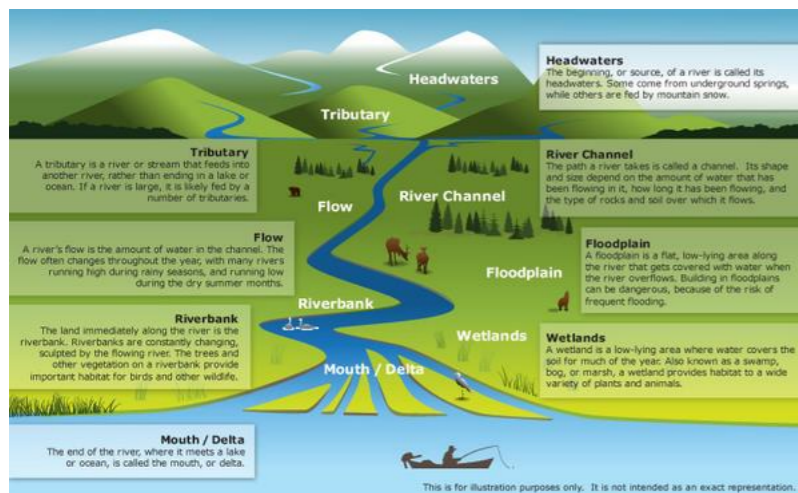 Headwaters
The beginning, or source, of a river is called its
headwaters. Some come from underground springs,
while others are fed by mountain snow.
Headwaters
Tributary
Tributary
A tributary is a river or stream that feeds into
another river, rather than ending in a lake or
ocean. If a river is large, it is likely fed by a
number of tributaries.
River Channel
The path a river takes is called a channel. Its shape
and size depend on the amount of water that has
been flowing in it, how long it has been flowing, and
the type of rocks and soil over which it flows.
River Channel
Flow
Flow
A river's flow is the amount of water in the channel. The
flow often changes throughout the year, with many rivers
running high during rainy seasons, and running low
during the dry summer months.
Floodplain
A floodplain is a flat, low-lying area along
the river that gets covered with water when
the river overflows. Building in floodplains
can be dangerous, because of the risk of
frequent flooding.
Floodplain
Riverbank
Riverbank
The land immediately along the river is the
riverbank. Riverbanks are constantly changing,
sculpted by the flowing river. The trees and
other vegetation on a riverbank provide
important habitat for birds and other wildlife.
Wetlands
Wetlands
A wetland is a low-lying area where water covers the
soil for much of the year. Also known as a swamp,
bog, or marsh, a wetland provides habitat to a wide
variety of plants and animals.
Mouth / Delta
Mouth / Delta
The end of the river, where it meets a lake
or ocean, is called the mouth, or delta.
This is for illustration purposes only. It is not intended as an exact representation.